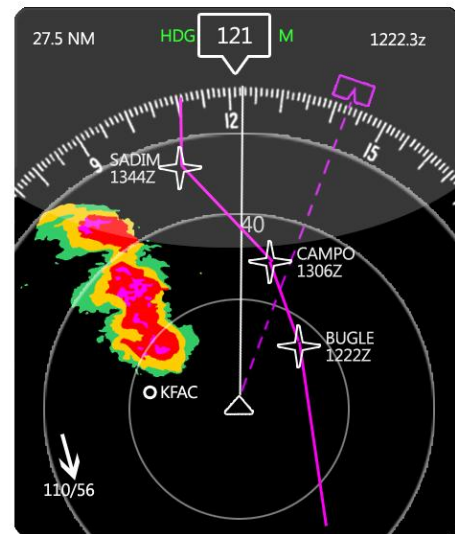 27.5 NM
HDG 121 M
1222.3z
9
12
15
SADIM
1344Z
40
CAMPO
1306Z
BUGLE
1222Z
KFAC
110/56